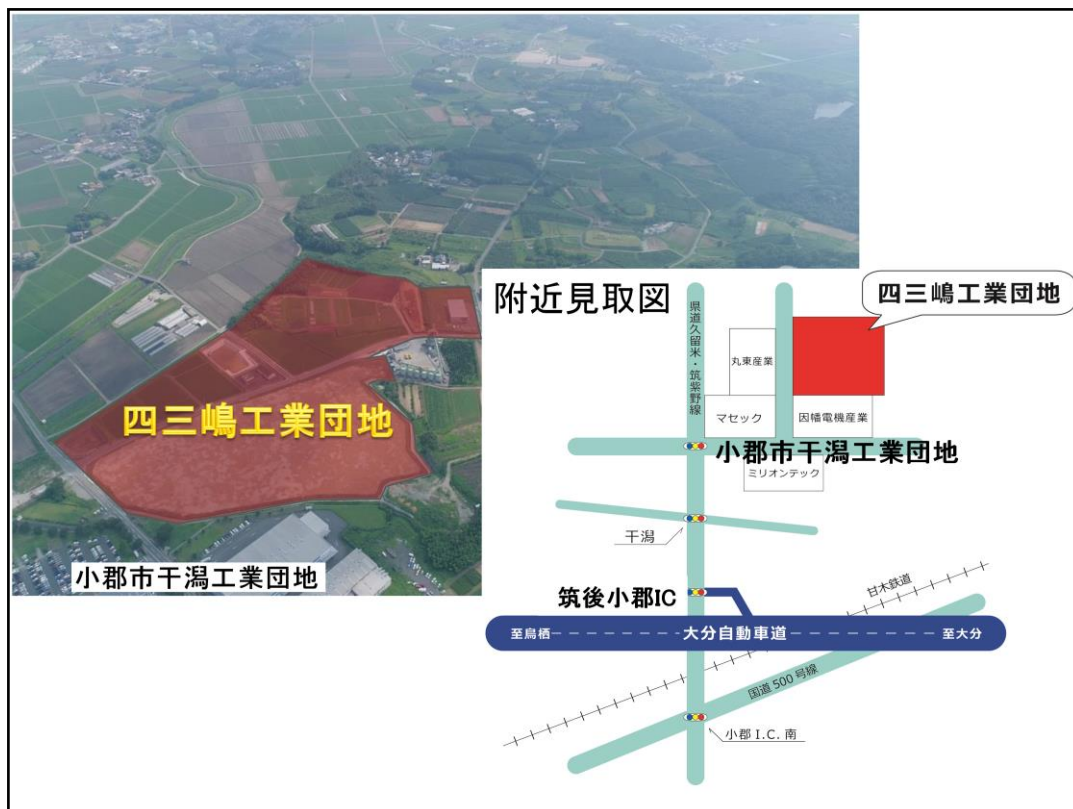 四三嶋工業団地
小郡市干潟工業団地
附近見取図
四三嶋工業団地
県道久留米・筑紫野線
丸東産業
マセック
因幡電機産業
小郡市干潟工業団地
ミリオンテック
干潟
筑後小郡IC
甘木鉄道
至鳥栖
大分自動車道
至大分
国道500号線
小郡I.C.南